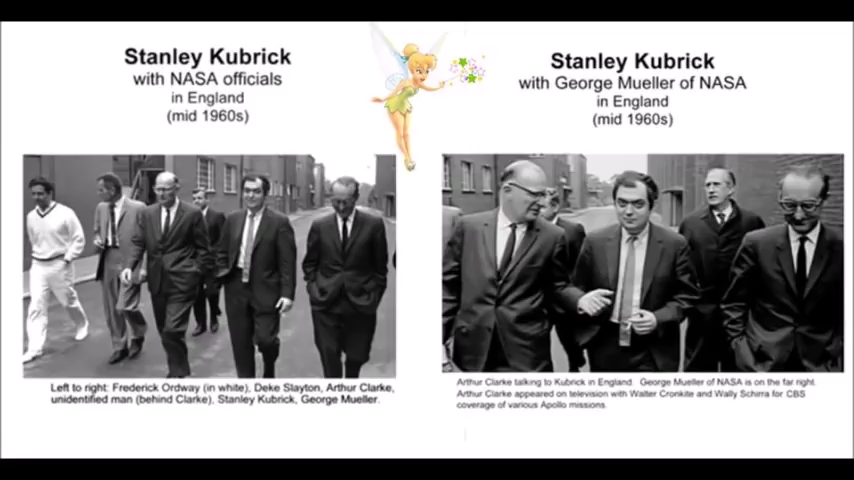 Stanley Kubrick
with NASA officials
in England
(mid 1960s)
Left to right: Frederick Ordway (in white), Deke Slayton, Arthur Clarke,
unidentified man (behind Clarke), Stanley Kubrick, George Mueller.
Stanley Kubrick
with George Mueller of NASA
in England
(mid 1960s)
Arthur Clarke talking to Kubrick in England. George Mueller of NASA is on the far right.
Arthur Clarke appeared on television with Walter Cronkite and Wally Schirra for CBS
coverage of various Apollo missions.